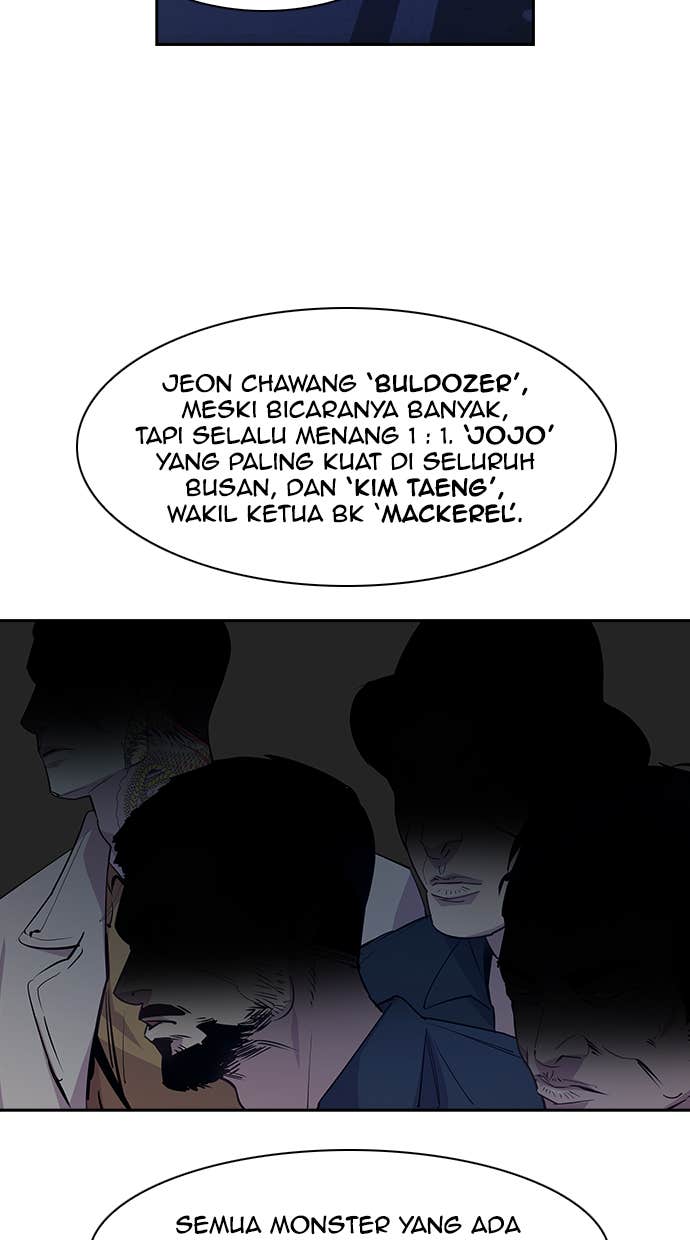 JEON CHAWANG ‘BULDOZER’,
MESKI BICARANYA BANYAK,
TAPI SELALU MENANG 1 : 1. ‘JOJO’
YANG PALING KUAT DI SELURUH
BUSAN, DAN ‘KIM TAENG’,
WAKIL KETUA BK ‘MACKEREL’.
SEMUA MONSTER YANG ADA